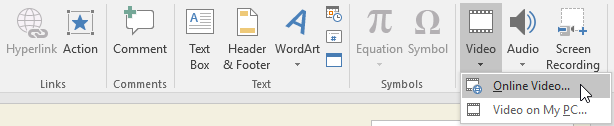 Hyperlink Action
Comment
Text Box
Header & Footer
WordArt
Equation Symbol
Video Audio Screen Recording
Links
Comments
Text
Symbols
Online Video...
Video on My PC...